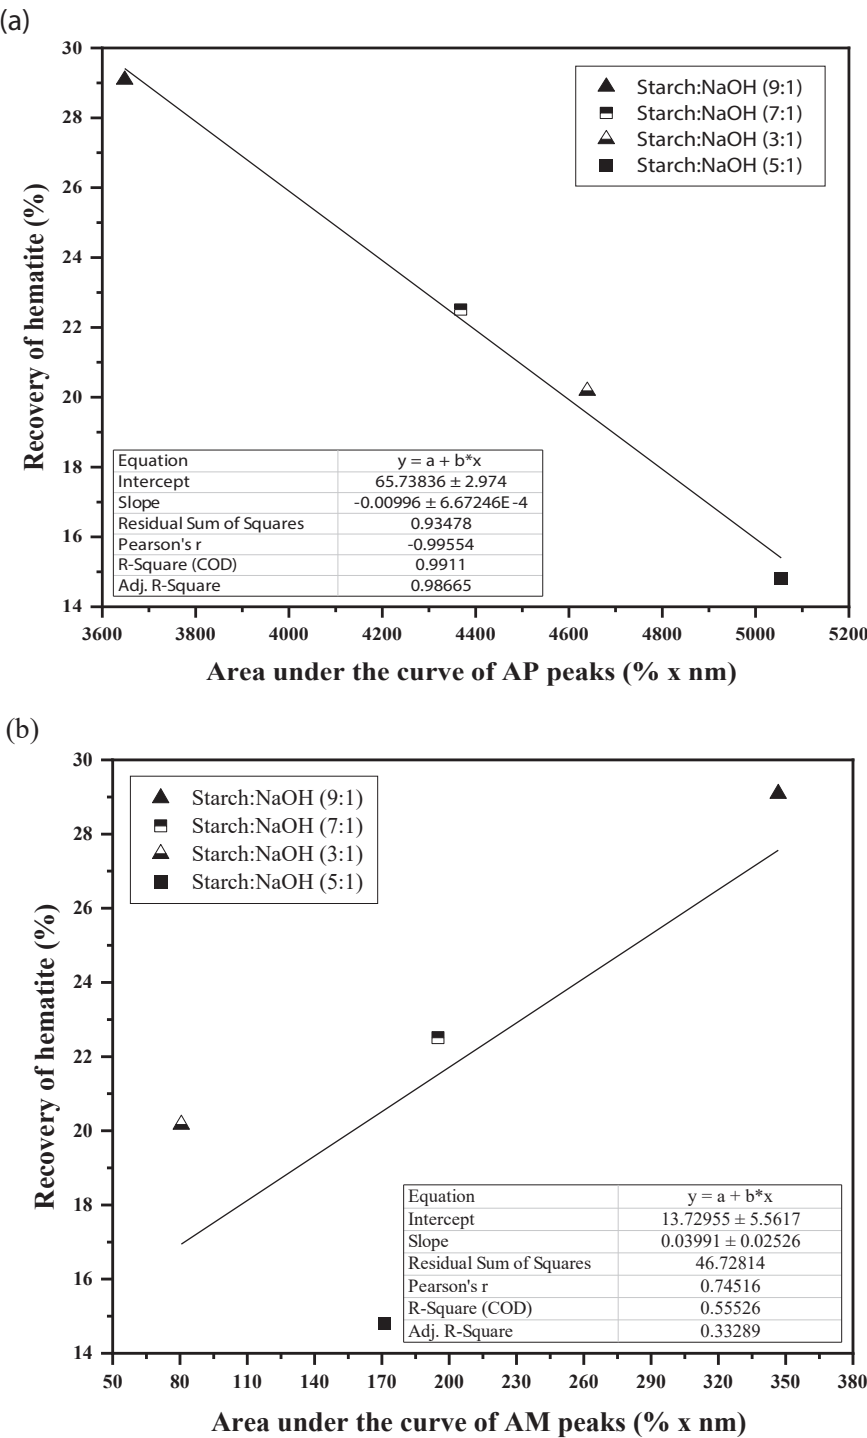 (a)
30
28
26
24
22
20
18
16
14
Recovery of hematite (%)
Starch:NaOH (9:1)
Starch:NaOH (7:1)
Starch:NaOH (3:1)
Starch:NaOH (5:1)
Equation y = a + b*x
Intercept 65.73836 ± 2.974
Slope -0.00996 ± 6.67246E-4
Residual Sum of Squares 0.93478
Pearson's r -0.99554
R-Square (COD) 0.9911
Adj. R-Square 0.98665
3600 3800 4000 4200 4400 4600 4800 5000 5200
Area under the curve of AP peaks (% x nm)
(b)
30
28
26
24
22
20
18
16
14
Recovery of hematite (%)
Starch:NaOH (9:1)
Starch:NaOH (7:1)
Starch:NaOH (3:1)
Starch:NaOH (5:1)
Equation y = a + b*x
Intercept 13.72955 ± 5.5617
Slope 0.03991 ± 0.02526
Residual Sum of Squares 46.72814
Pearson's r 0.74516
R-Square (COD) 0.55526
Adj. R-Square 0.33289
50 80 110 140 170 200 230 260 290 320 350 380
Area under the curve of AM peaks (% x nm)